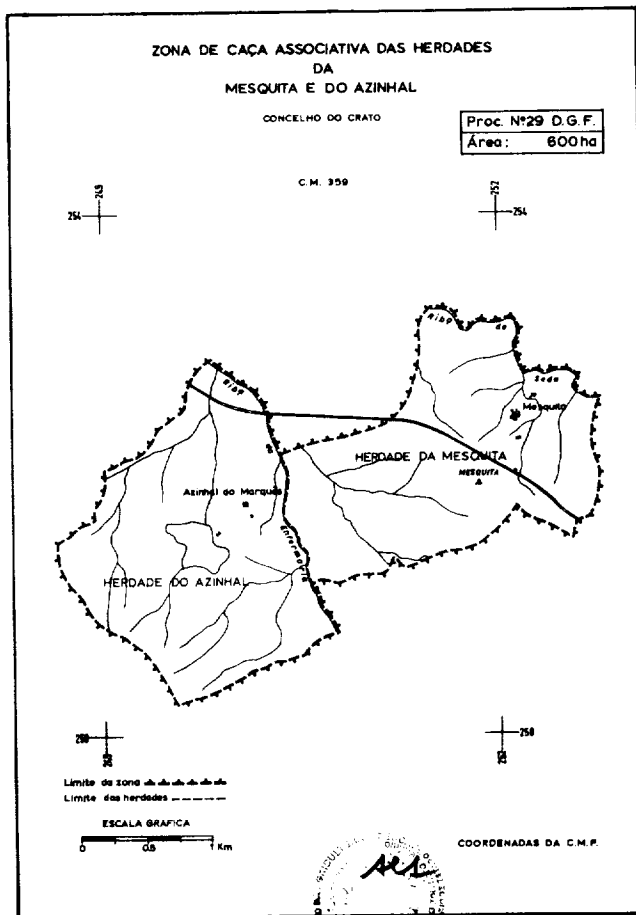 ZONA DE CAÇA ASSOCIATIVA DAS HERDADES
DA
MESQUITA E DO AZINHAL
CONCELHO DO CRATO
Proc. Nº29 D.G.F.
Área: 600ha
C.M. 359
249
254
252
254
Ribª de
Seda
Ribª
Mesquita
HERDADE DA MESQUITA
MESQUITA
Azinhal do Marquês
Enfermaria
HERDADE DO AZINHAL
250
250
Limite da zona
Limite das herdades
ESCALA GRAFICA
0 0,5 1 Km
COORDENADAS DA C.M.P.